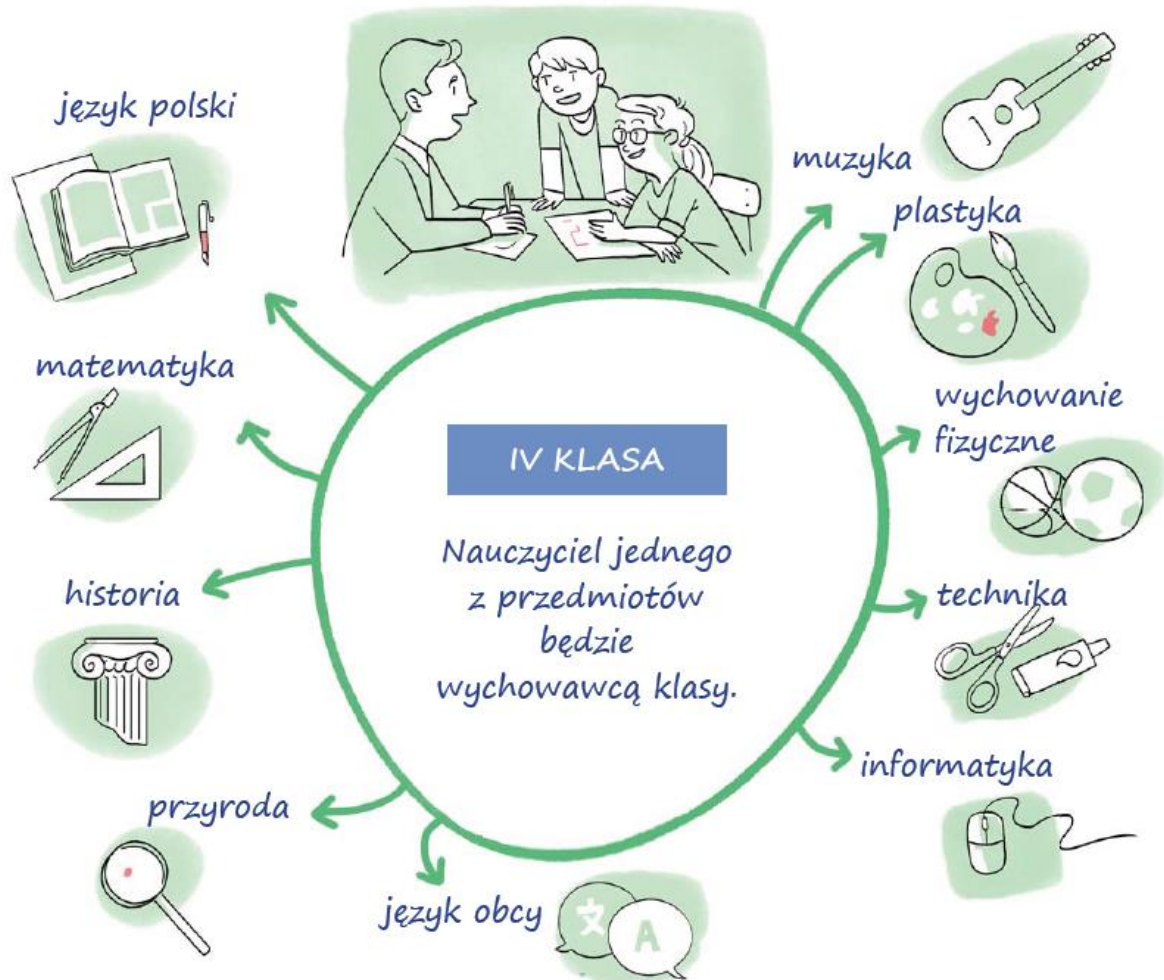 język polski
muzyka
plastyka
matematyka
wychowanie
fizyczne
IV KLASA
Nauczyciel jednego
z przedmiotów
będzie
wychowawcą klasy.
historia
technika
informatyka
przyroda
język obcy
文 A